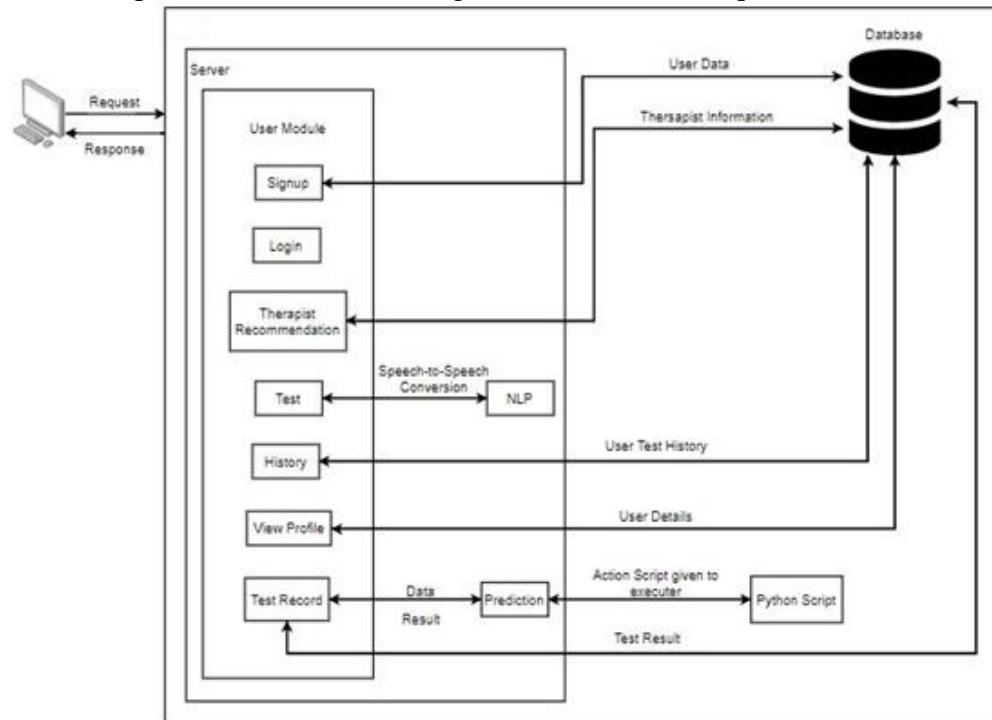 Database
Server
User Data
Request
Thersapist Information
User Module
Response
Signup
Login
Therapist
Recommendation
Speech-to-Speech
Conversion
Test
NLP
User Test History
History
User Details
View Profile
Action Script given to
executer
Data
Test Record
Prediction
Python Script
Result
Test Result